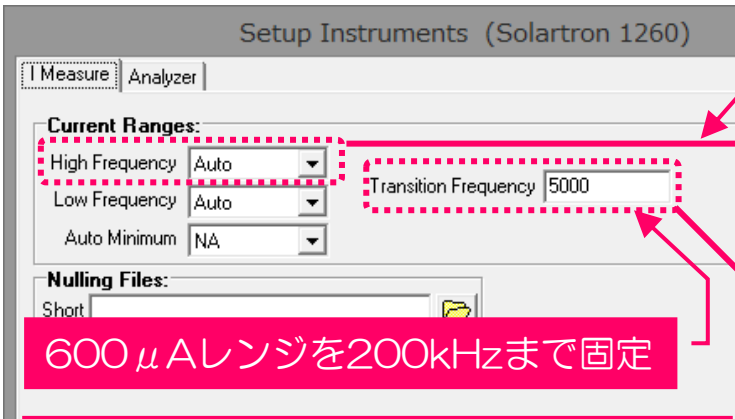 Setup Instruments (Solartron 1260)
I Measure Analyzer
Current Ranges:
High Frequency Auto
Transition Frequency 5000
Low Frequency Auto
Auto Minimum NA
Nulling Files:
Short
600μAレンジを200kHzまで固定